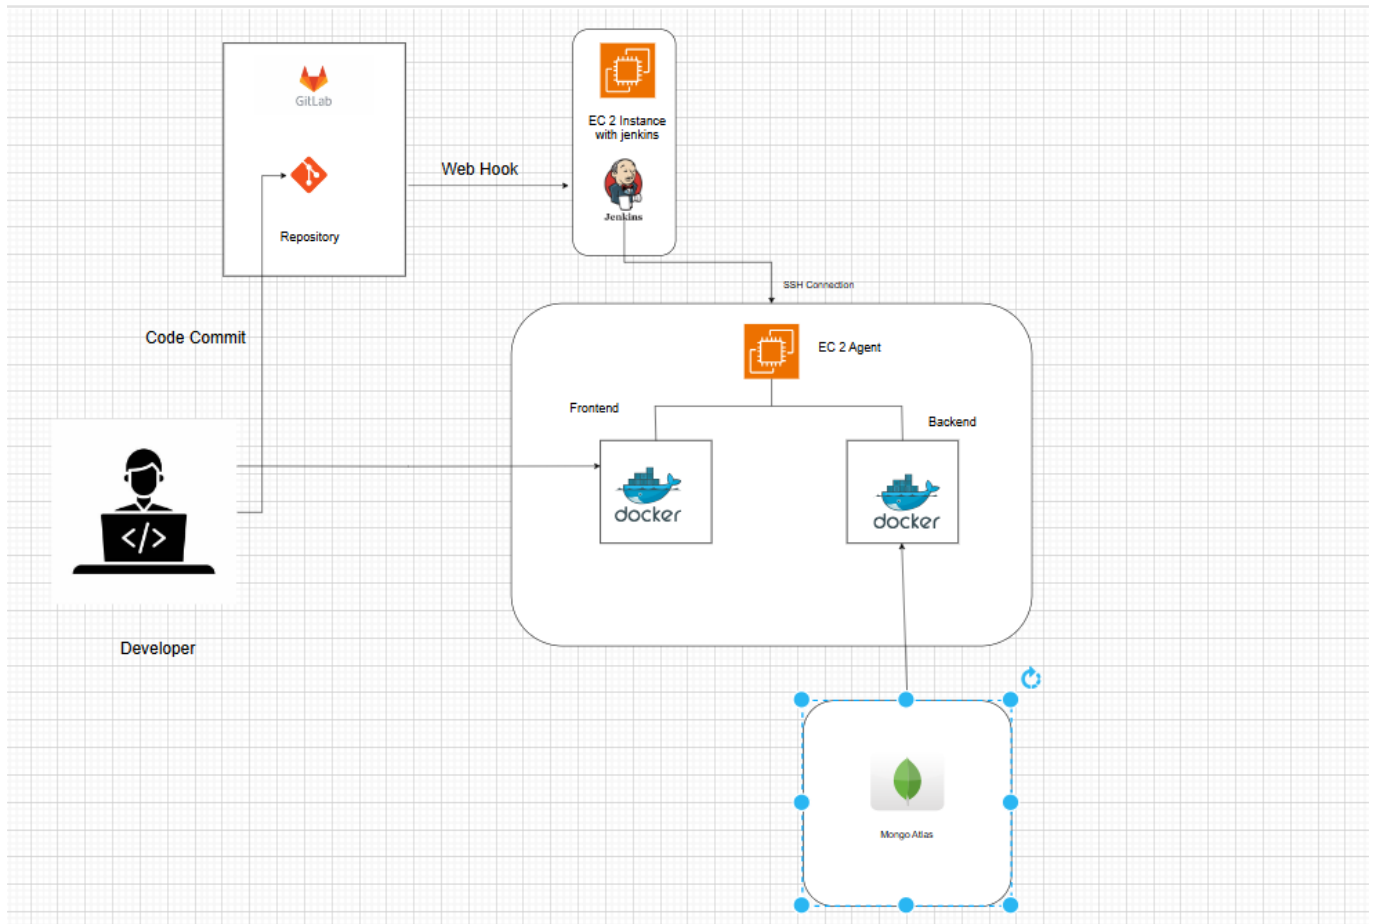 GitLab
Repository
Web Hook
EC 2 Instance
with jenkins
Jenkins
SSH Connection
Code Commit
EC 2 Agent
Frontend
Backend
docker
docker
</>
Developer
Mongo Atlas